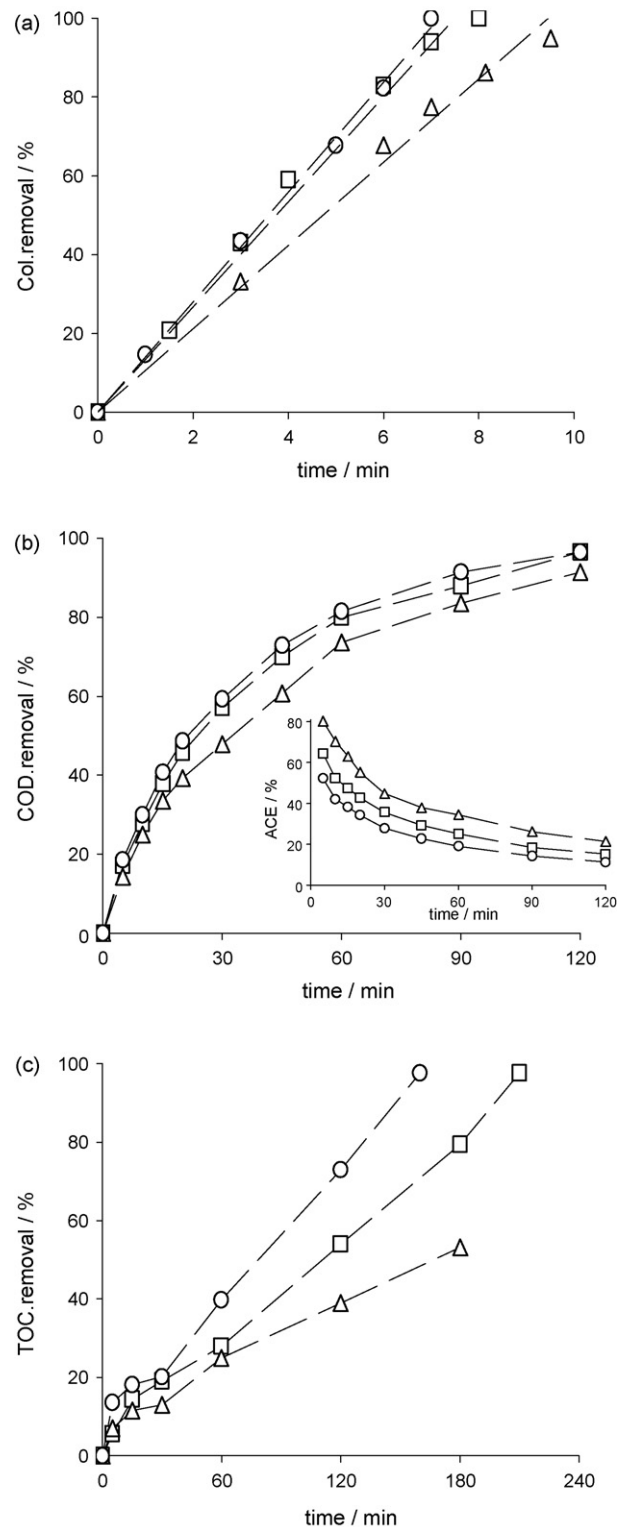 (a)
100
80
60
40
20
0
Col.removal / %
0 2 4 6 8 10
time / min
(b)
100
80
60
40
20
0
COD.removal / %
80
60
40
20
0
ACE / %
0 30 60 90 120
time / min
0 30 60 90 120
time / min
(c)
100
80
60
40
20
0
TOC.removal / %
0 60 120 180 240
time / min